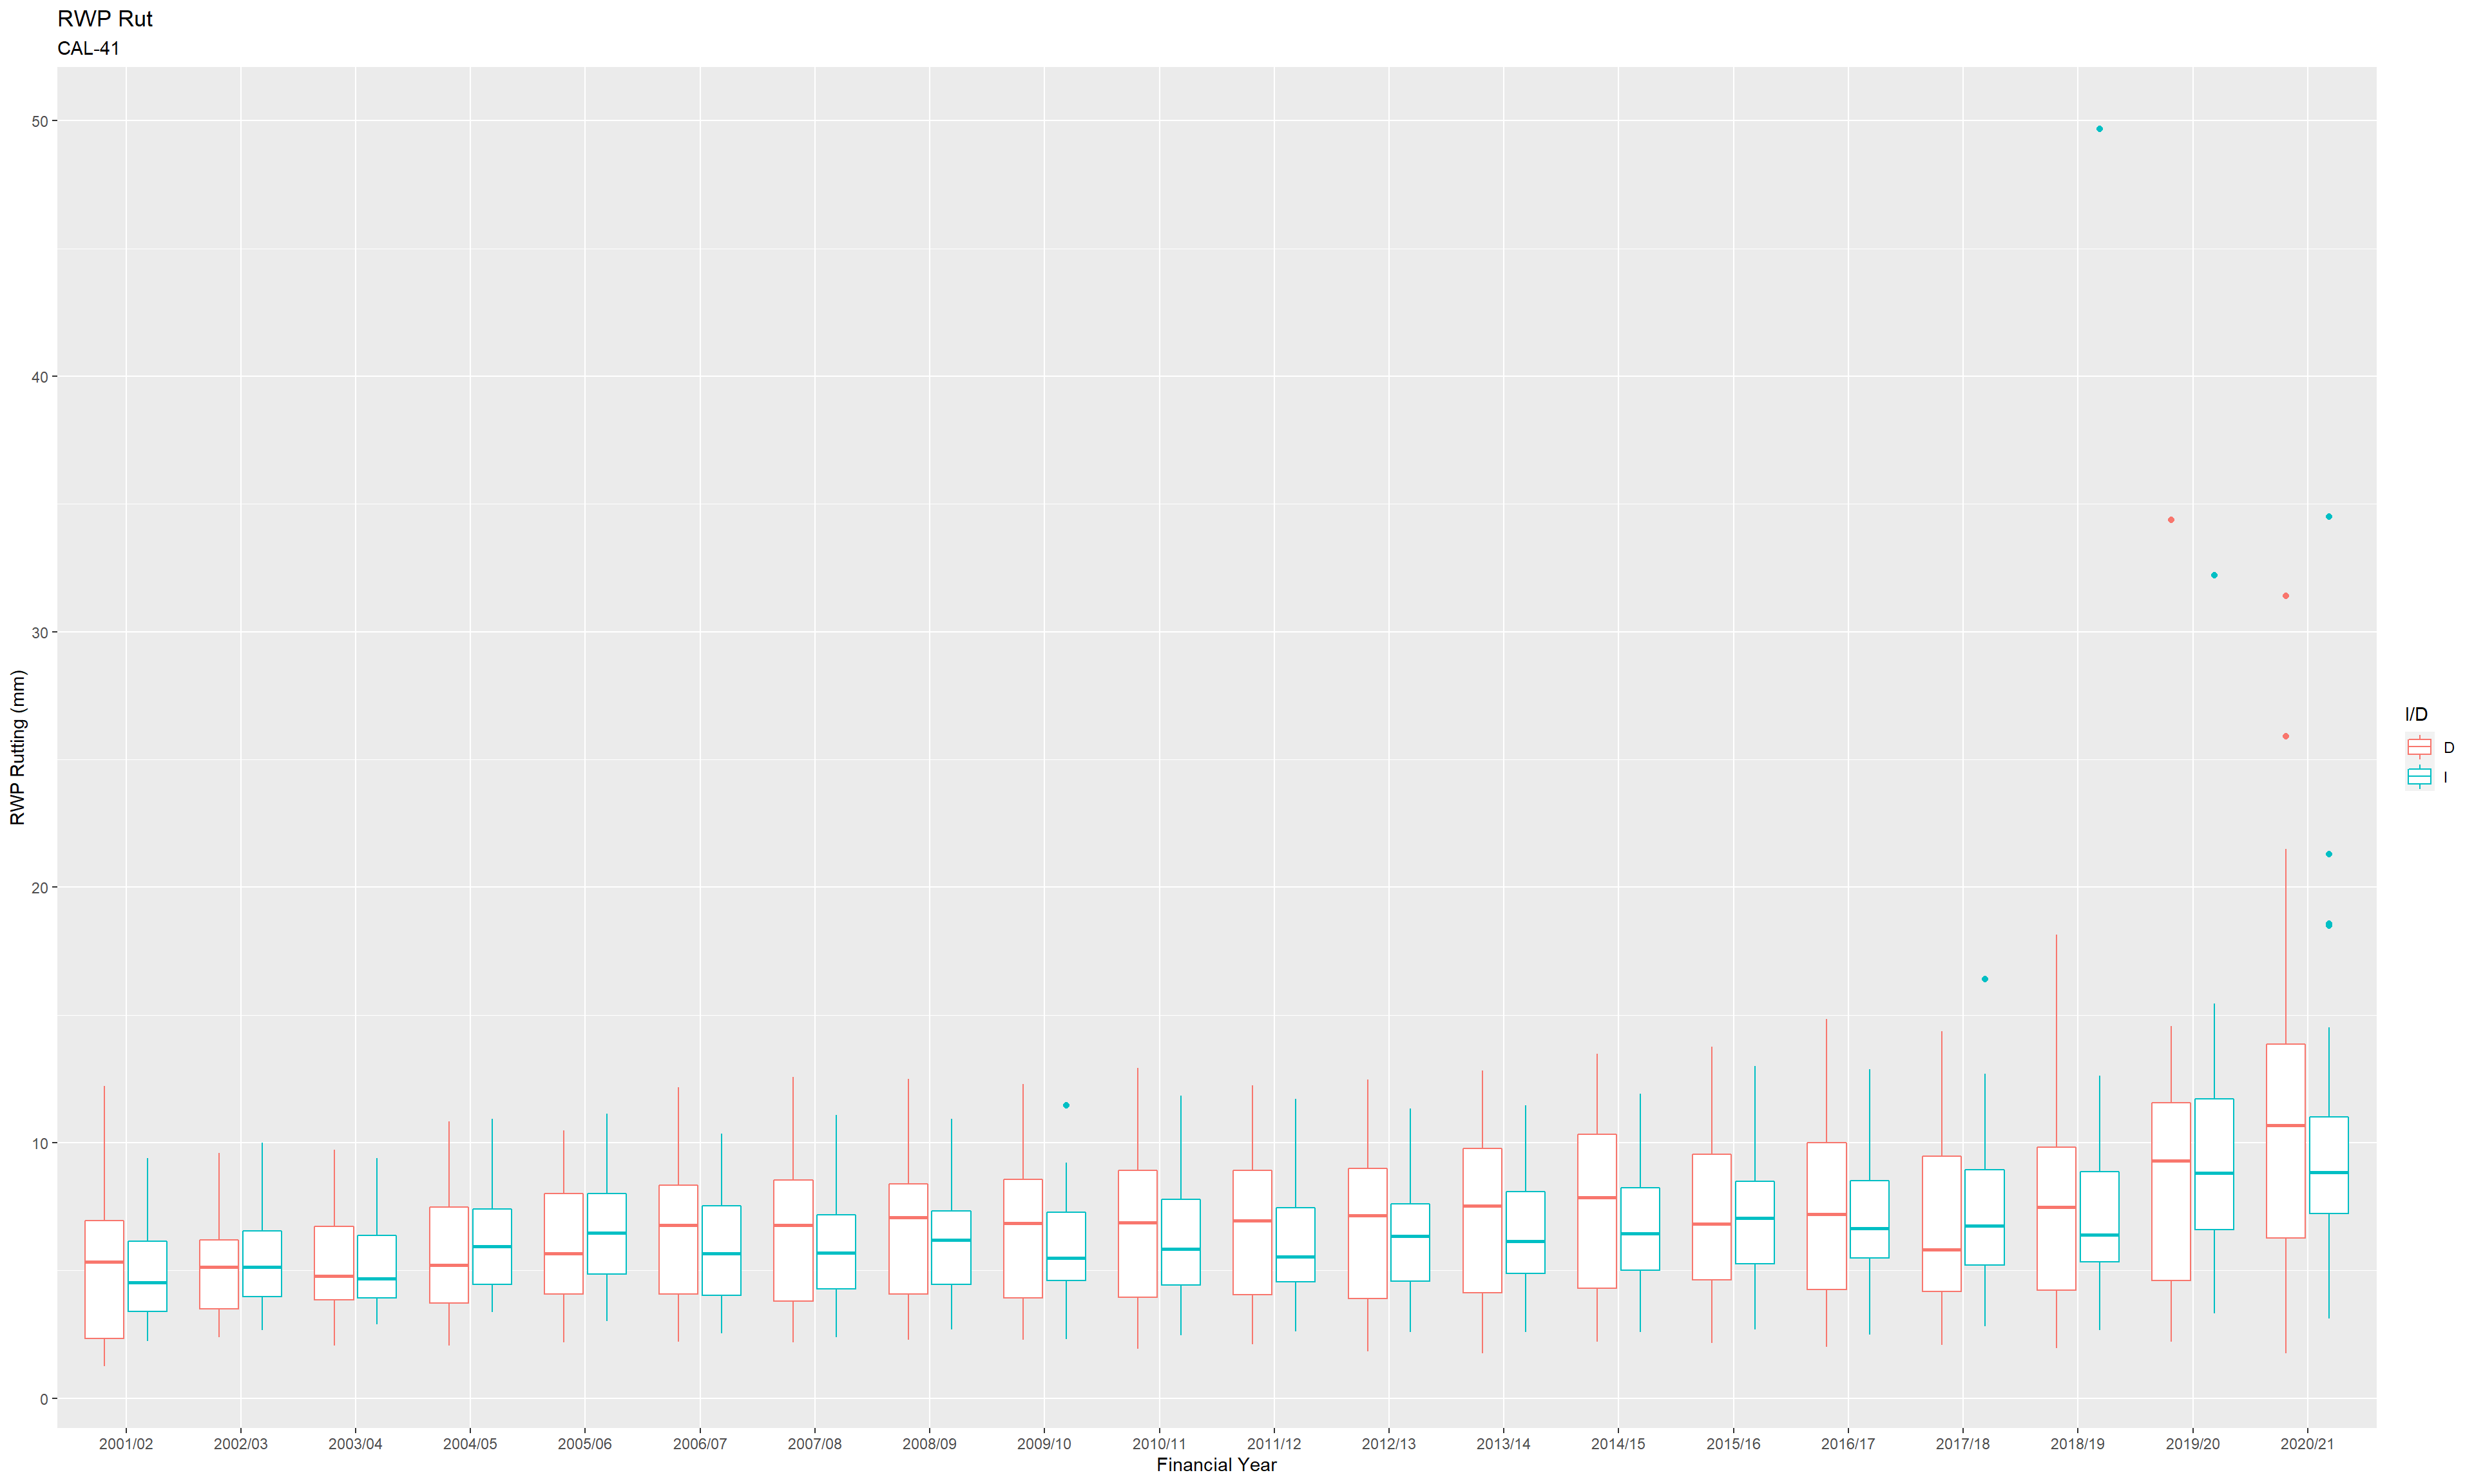 RWP Rut
CAL-41
RWP Rutting (mm)
50
40
30
20
10
0
2001/02 2002/03 2003/04 2004/05 2005/06 2006/07 2007/08 2008/09 2009/10 2010/11 2011/12 2012/13 2013/14 2014/15 2015/16 2016/17 2017/18 2018/19 2019/20 2020/21
Financial Year
I/D
D
I